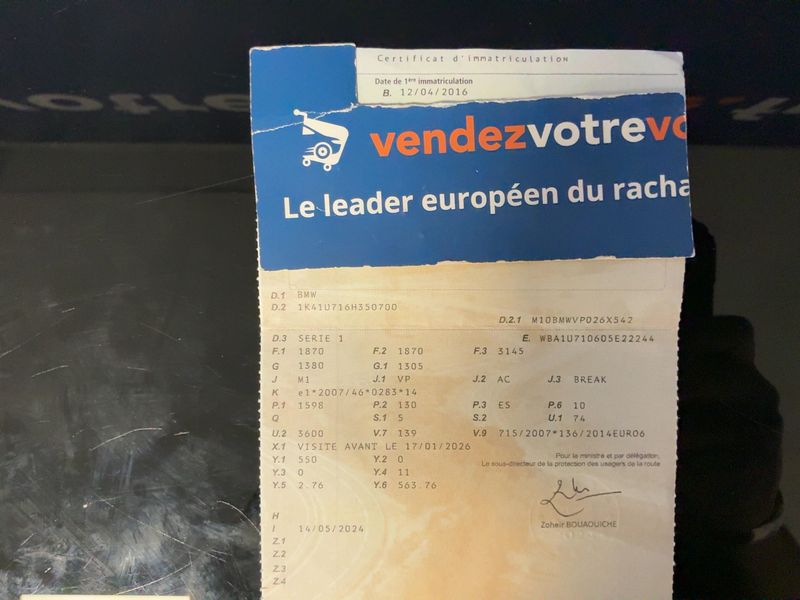 Certificat d'immatriculation
Date de 1ère immatriculation
B. 12/04/2016
vendezvotrevo
Le leader européen du racha
D.1 BMW
D.2 1K41U716H350700
D.2.1 M10BMWVP026X542
D.3 SERIE 1 E. WBA1U710605E22244
F.1 1870 F.2 1870 F.3 3145
G 1380 G.1 1305
J M1 J.1 VP J.2 AC J.3 BREAK
K e1*2007/46*0283*14
P.1 1598 P.2 130 P.3 ES P.6 10
Q S.1 5 S.2 U.1 74
U.2 3600 V.7 139 V.9 715/2007*136/2014EURO6
X.1 VISITE AVANT LE 17/01/2026
Y.1 550 Y.2 0
Y.3 0 Y.4 11
Y.5 2.76 Y.6 563.76
Pour le ministre et par délégation,
Le sous-directeur de la protection des usagers de la route
Zoheir BOUAOUICHE
H
I 14/05/2024
Z.1
Z.2
Z.3
Z.4